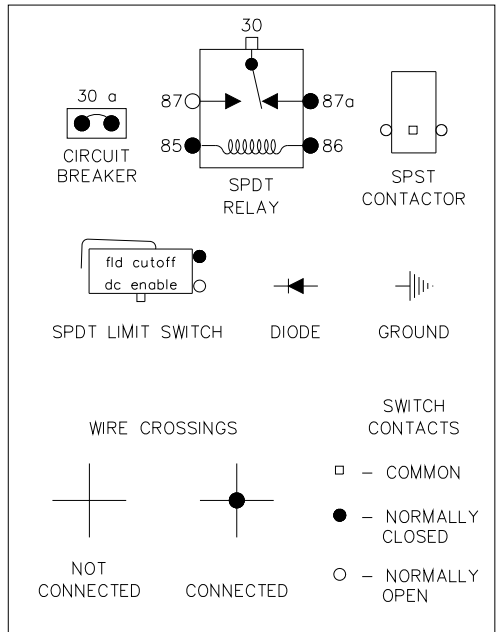 30
30 a
87
87a
85
86
CIRCUIT
BREAKER
SPDT
RELAY
SPST
CONTACTOR
fld cutoff
dc enable
SPDT LIMIT SWITCH
DIODE
GROUND
WIRE CROSSINGS
SWITCH
CONTACTS
– COMMON
– NORMALLY
CLOSED
– NORMALLY
OPEN
NOT
CONNECTED
CONNECTED